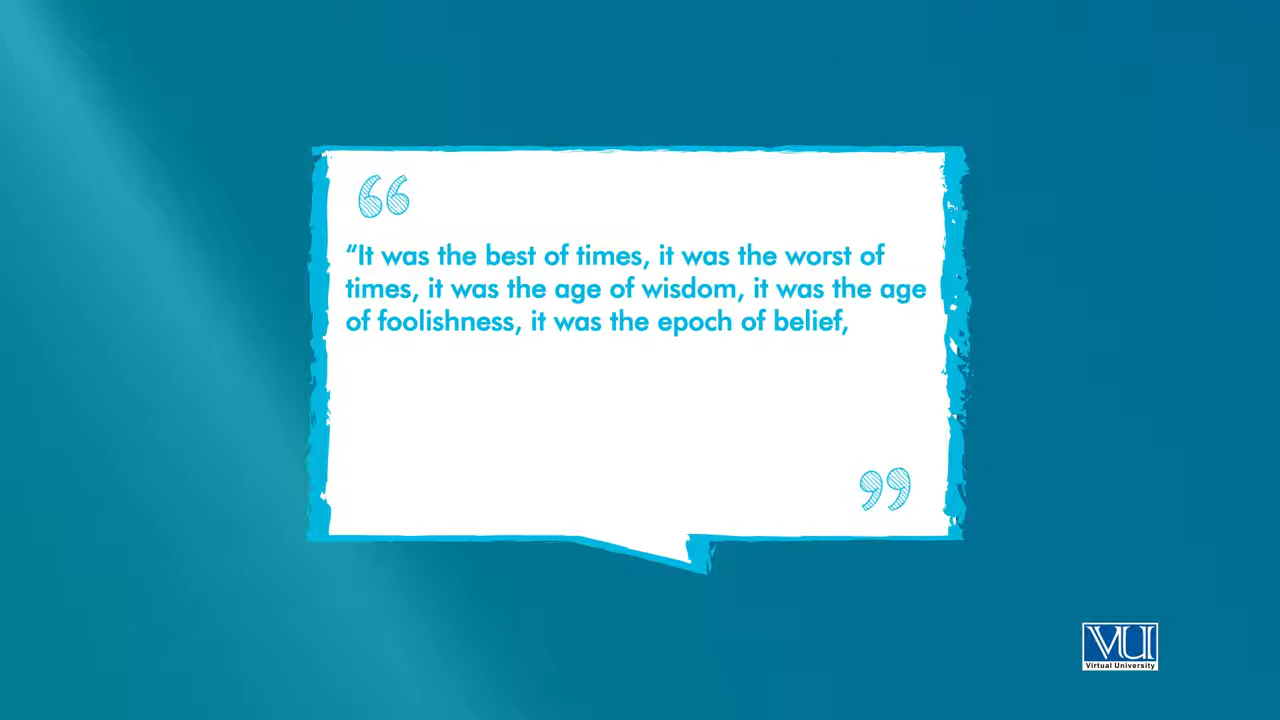 “It was the best of times, it was the worst of
times, it was the age of wisdom, it was the age
of foolishness, it was the epoch of belief,
VU
Virtual University